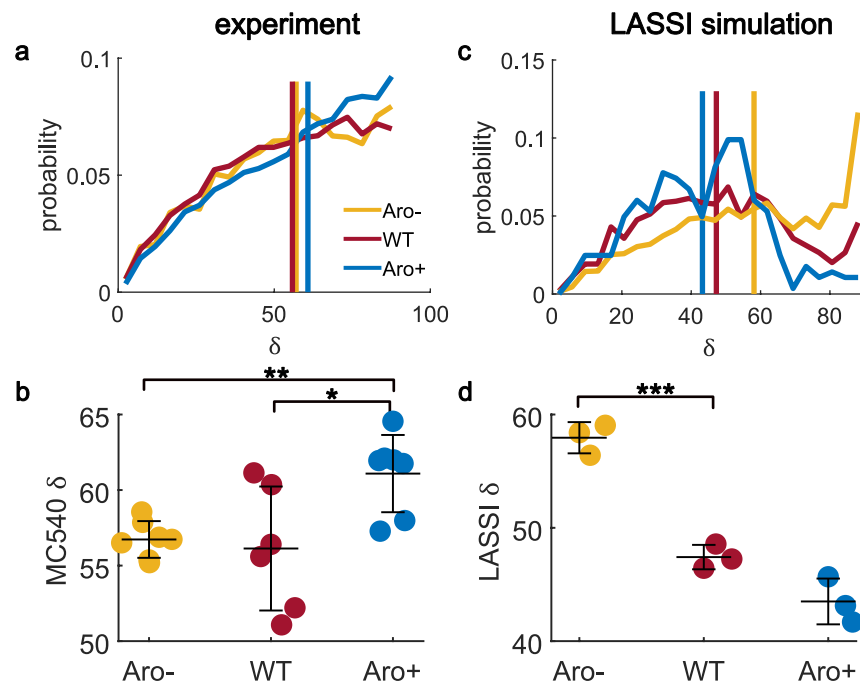 experiment
LASSI simulation
a
0.1
0.05
0
probability
0
50
100
δ
Aro-
WT
Aro+
c
0.15
0.1
0.05
0
probability
0
20
40
60
80
δ
b
65
60
55
50
MC540 δ
**
*
Aro-
WT
Aro+
d
60
50
40
LASSI δ
***
Aro-
WT
Aro+